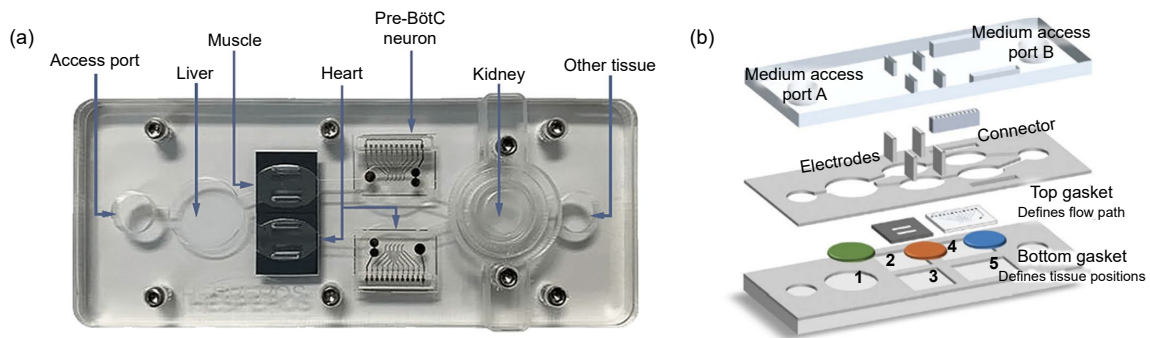 (a)
Access port
Liver
Muscle
Heart
Pre-BötC
neuron
Kidney
Other tissue
(b)
Medium access
port B
Medium access
port A
Connector
Electrodes
Top gasket
Defines flow path
Bottom gasket
Defines tissue positions
1
2
3
4
5